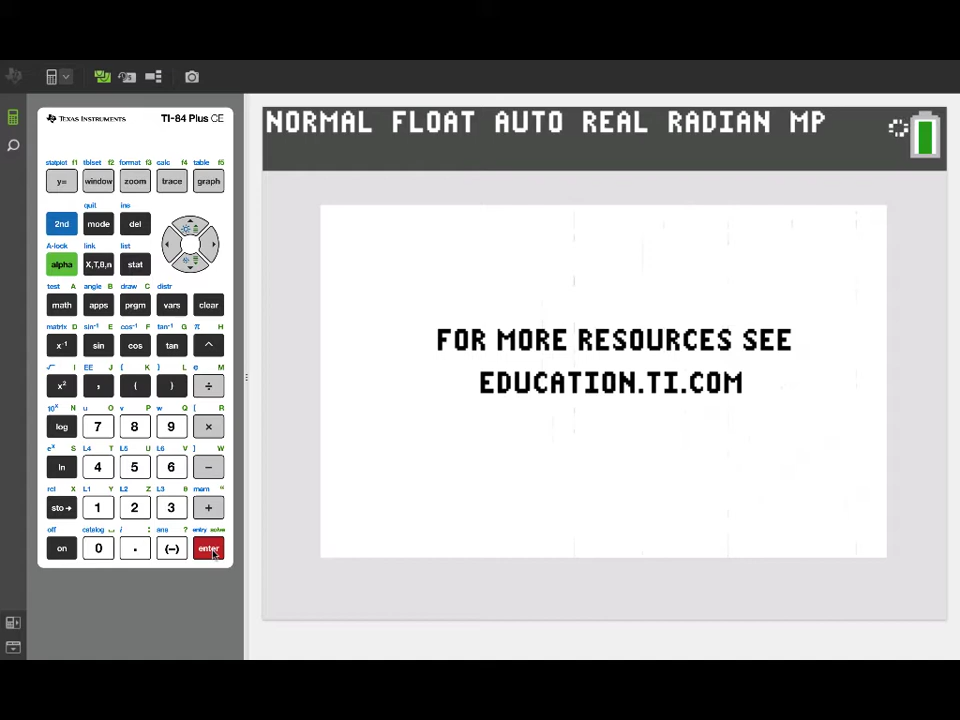 TEXAS INSTRUMENTS TI-84 Plus CE
NORMAL FLOAT AUTO REAL RADIAN MP
FOR MORE RESOURCES SEE
EDUCATION.TI.COM
statplot f1 tblset f2 format f3 calc f4 table f5
y= window zoom trace graph
quit ins
2nd mode del
A-lock link list
alpha X,T,θ,n stat
test A angle B draw C distr
math apps prgm vars clear
matrix D sin⁻¹ E cos⁻¹ F tan⁻¹ G π H
x⁻¹ sin cos tan ^
√ I EE J { K } L e M
x² , ( ) ÷
10ˣ N u O v P w Q [ R
log 7 8 9 ×
eˣ S L4 T L5 U L6 V ] W
ln 4 5 6 −
rcl X L1 Y L2 Z L3 θ mem "
sto→ 1 2 3 +
off catalog ⎵ i : ans ? entry solve
on 0 . (−) enter